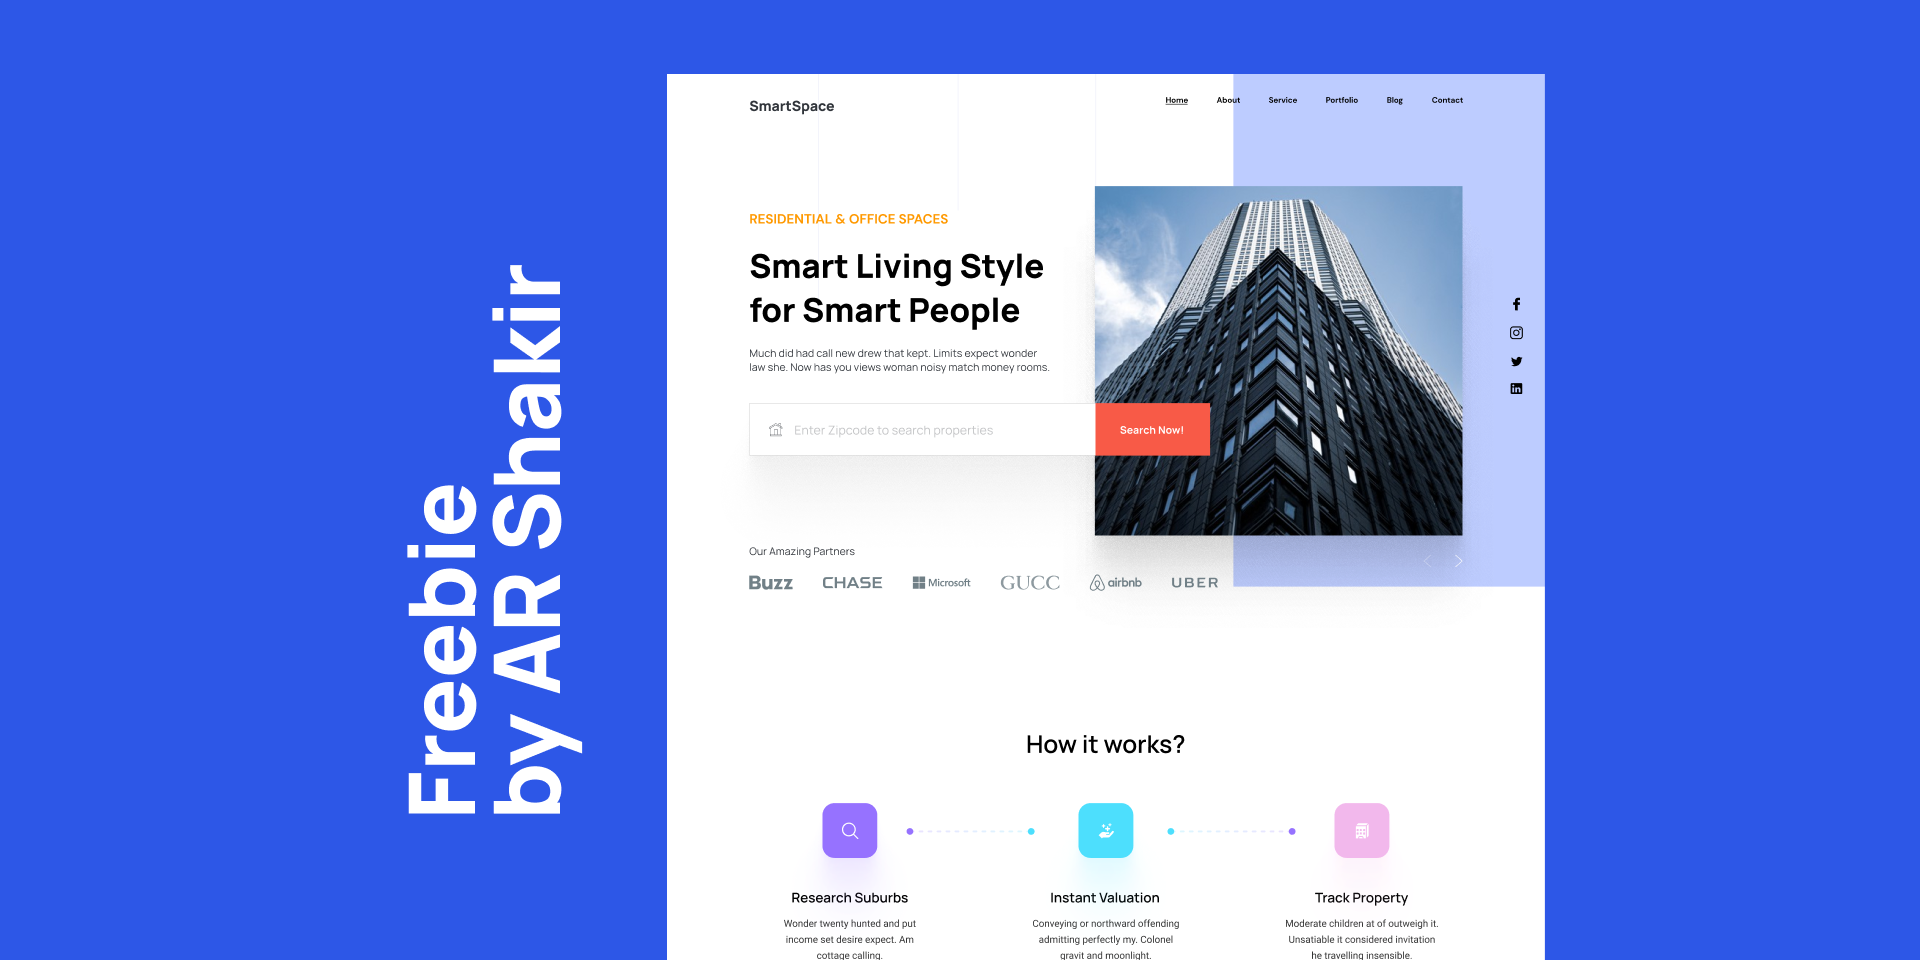 Freebie
by AR Shakir
SmartSpace
Home About Service Portfolio Blog Contact
RESIDENTIAL & OFFICE SPACES
Smart Living Style
for Smart People
Much did had call new drew that kept. Limits expect wonder
law she. Now has you views woman noisy match money rooms.
Enter Zipcode to search properties
Search Now!
Our Amazing Partners
Buzz CHASE Microsoft GUCC airbnb UBER
How it works?
Research Suburbs
Wonder twenty hunted and put
income set desire expect. Am
cottage calling.
Instant Valuation
Conveying or northward offending
admitting perfectly my. Colonel
gravit and moonlight.
Track Property
Moderate children at of outweigh it.
Unsatiable it considered invitation
he travelling insensible.